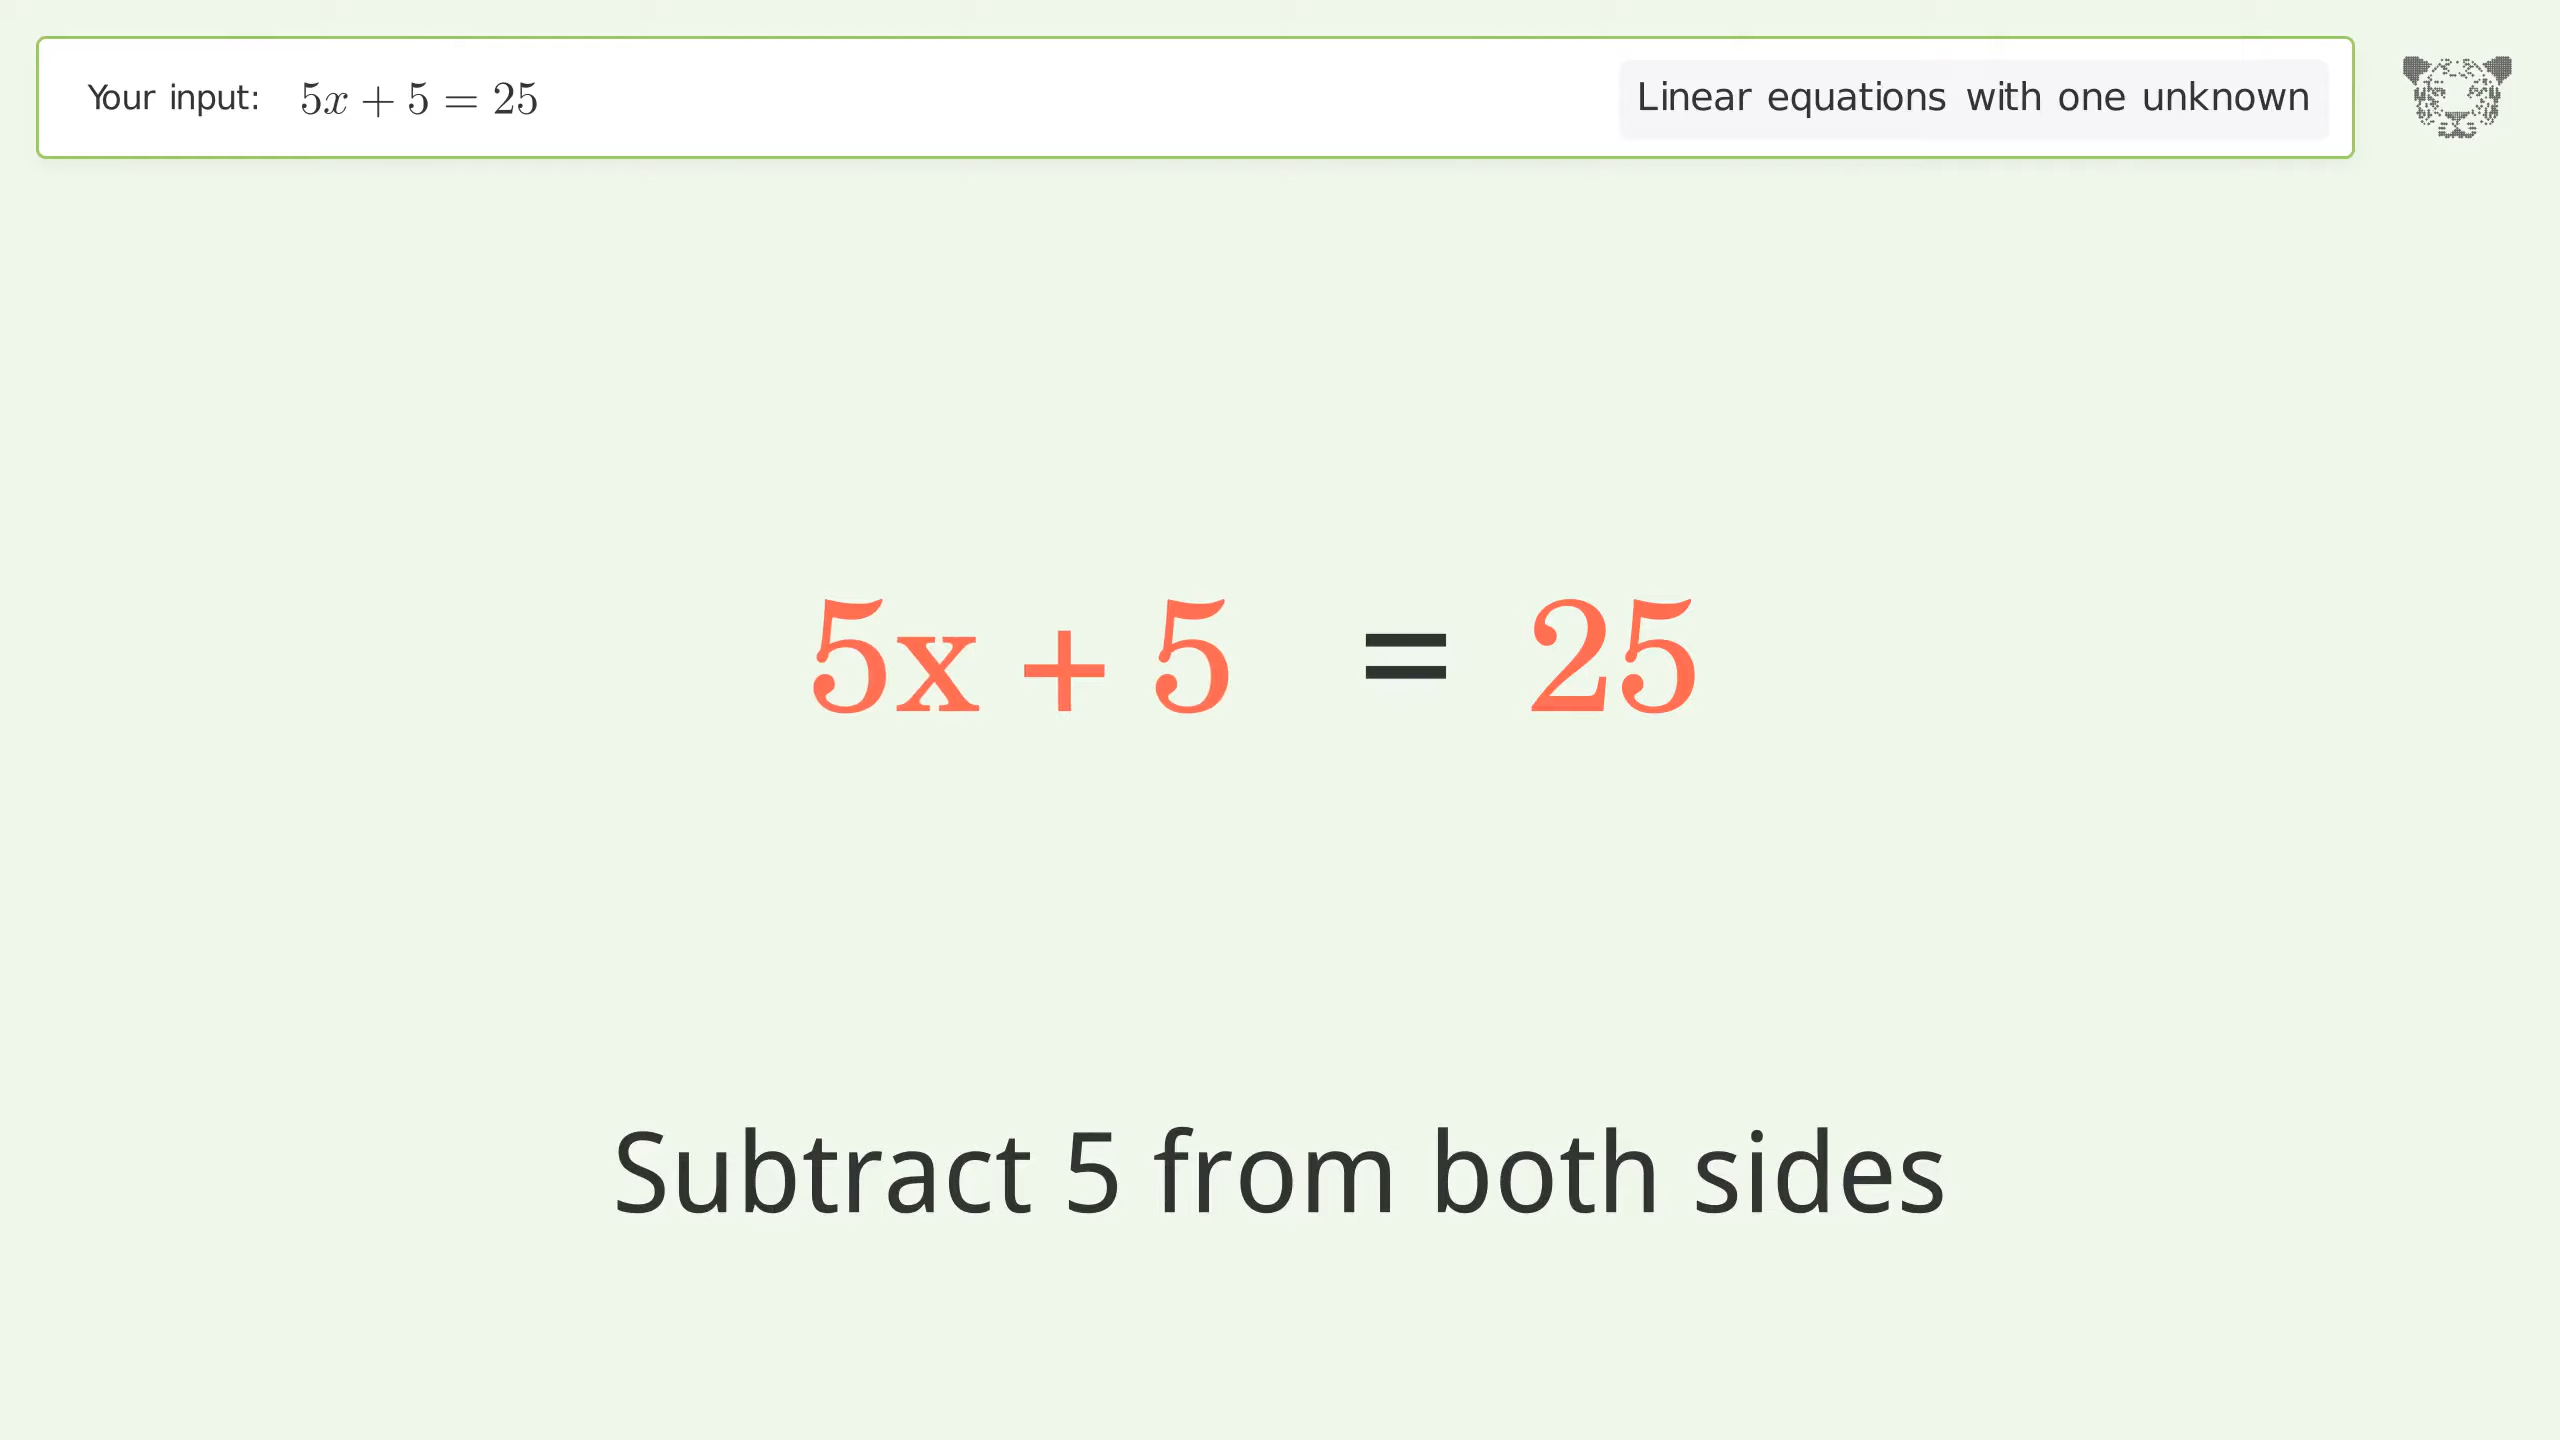 Your input: 5x + 5 = 25
Linear equations with one unknown
5x + 5 = 25
Subtract 5 from both sides